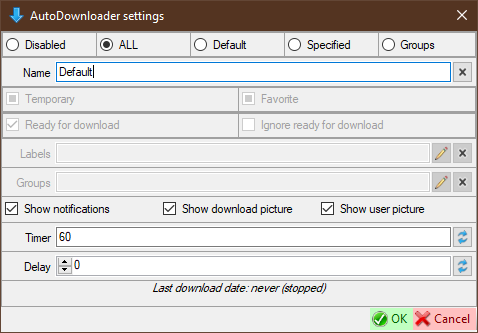 AutoDownloader settings
Disabled ALL Default Specified Groups
Name Default
Temporary Favorite
Ready for download Ignore ready for download
Labels
Groups
Show notifications Show download picture Show user picture
Timer 60
Delay 0
Last download date: never (stopped)
OK Cancel